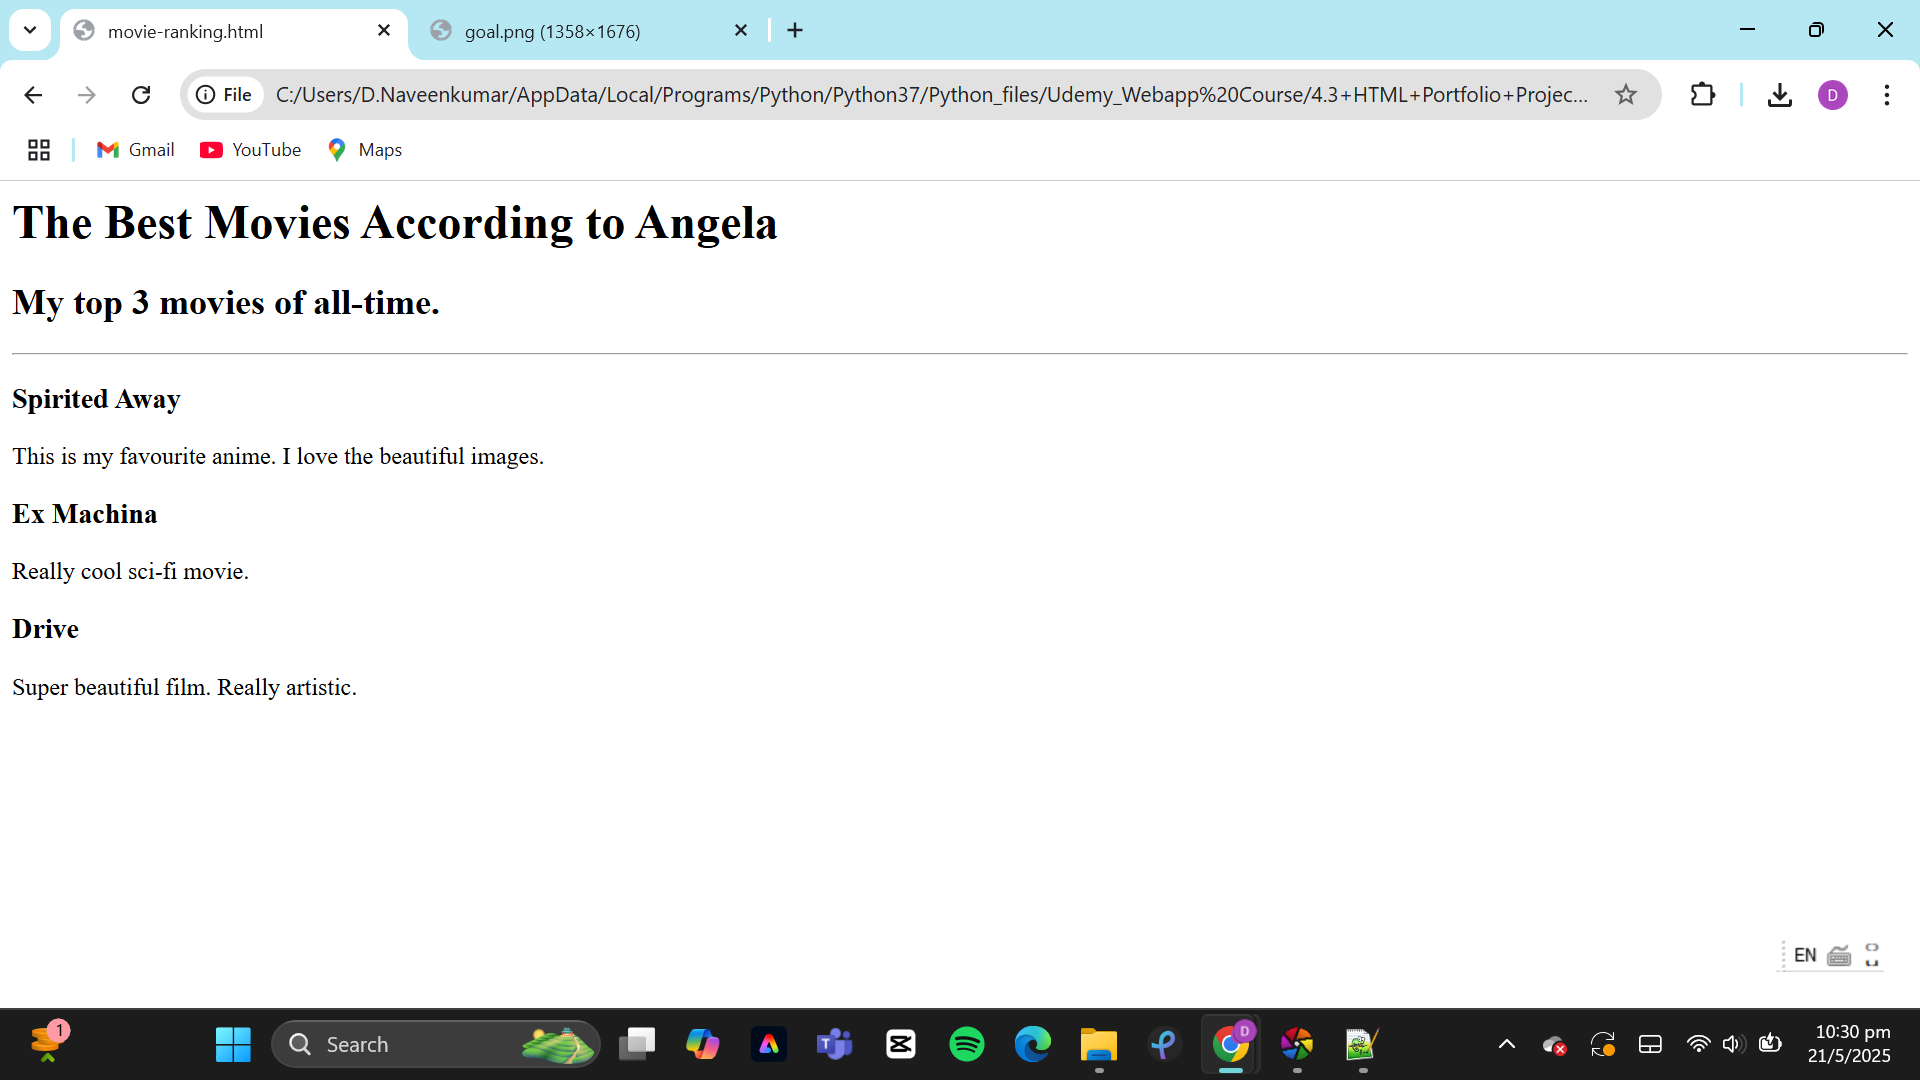 movie-ranking.html
goal.png (1358×1676)
File
C:/Users/D.Naveenkumar/AppData/Local/Programs/Python/Python37/Python_files/Udemy_Webapp%20Course/4.3+HTML+Portfolio+Projec...
D
Gmail
YouTube
Maps
The Best Movies According to Angela
My top 3 movies of all-time.
Spirited Away
This is my favourite anime. I love the beautiful images.
Ex Machina
Really cool sci-fi movie.
Drive
Super beautiful film. Really artistic.
EN
1
Search
D
10:30 pm
21/5/2025